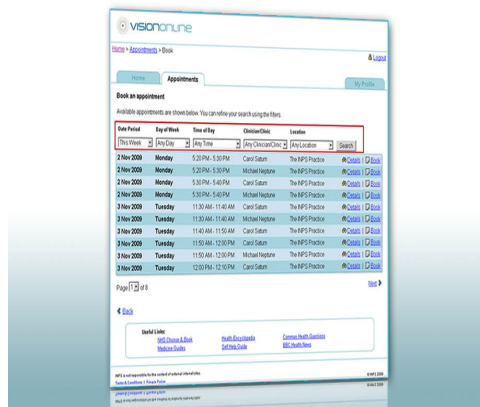 VISIONONLINE
Home > Appointments > Book
Logout
Home Appointments My Profile
Book an appointment
Available appointments are shown below. You can refine your search using the filters.
Date Period Day of Week Time of Day Clinician/Clinic Location
This Week Any Day Any Time Any Clinician/Clinic Any Location Search
2 Nov 2009 Monday 5:20 PM - 5:30 PM Carol Saturn The INPS Practice Details | Book
2 Nov 2009 Monday 5:20 PM - 5:30 PM Michael Neptune The INPS Practice Details | Book
2 Nov 2009 Monday 5:30 PM - 5:40 PM Carol Saturn The INPS Practice Details | Book
2 Nov 2009 Monday 5:30 PM - 5:40 PM Michael Neptune The INPS Practice Details | Book
3 Nov 2009 Tuesday 11:30 AM - 11:40 AM Carol Saturn The INPS Practice Details | Book
3 Nov 2009 Tuesday 11:30 AM - 11:40 AM Michael Neptune The INPS Practice Details | Book
3 Nov 2009 Tuesday 11:40 AM - 11:50 AM Carol Saturn The INPS Practice Details | Book
3 Nov 2009 Tuesday 11:50 AM - 12:00 PM Carol Saturn The INPS Practice Details | Book
3 Nov 2009 Tuesday 11:50 AM - 12:00 PM Michael Neptune The INPS Practice Details | Book
3 Nov 2009 Tuesday 12:00 PM - 12:10 PM Carol Saturn The INPS Practice Details | Book
Page 1 of 8 Next
Back
Useful Links:
NHS Choose & Book Health Encyclopedia Common Health Questions
Medicine Guides Self Help Guide BBC Health News
INPS is not responsible for the content of external internet sites.
Terms & Conditions | Privacy Policy © INPS 2009